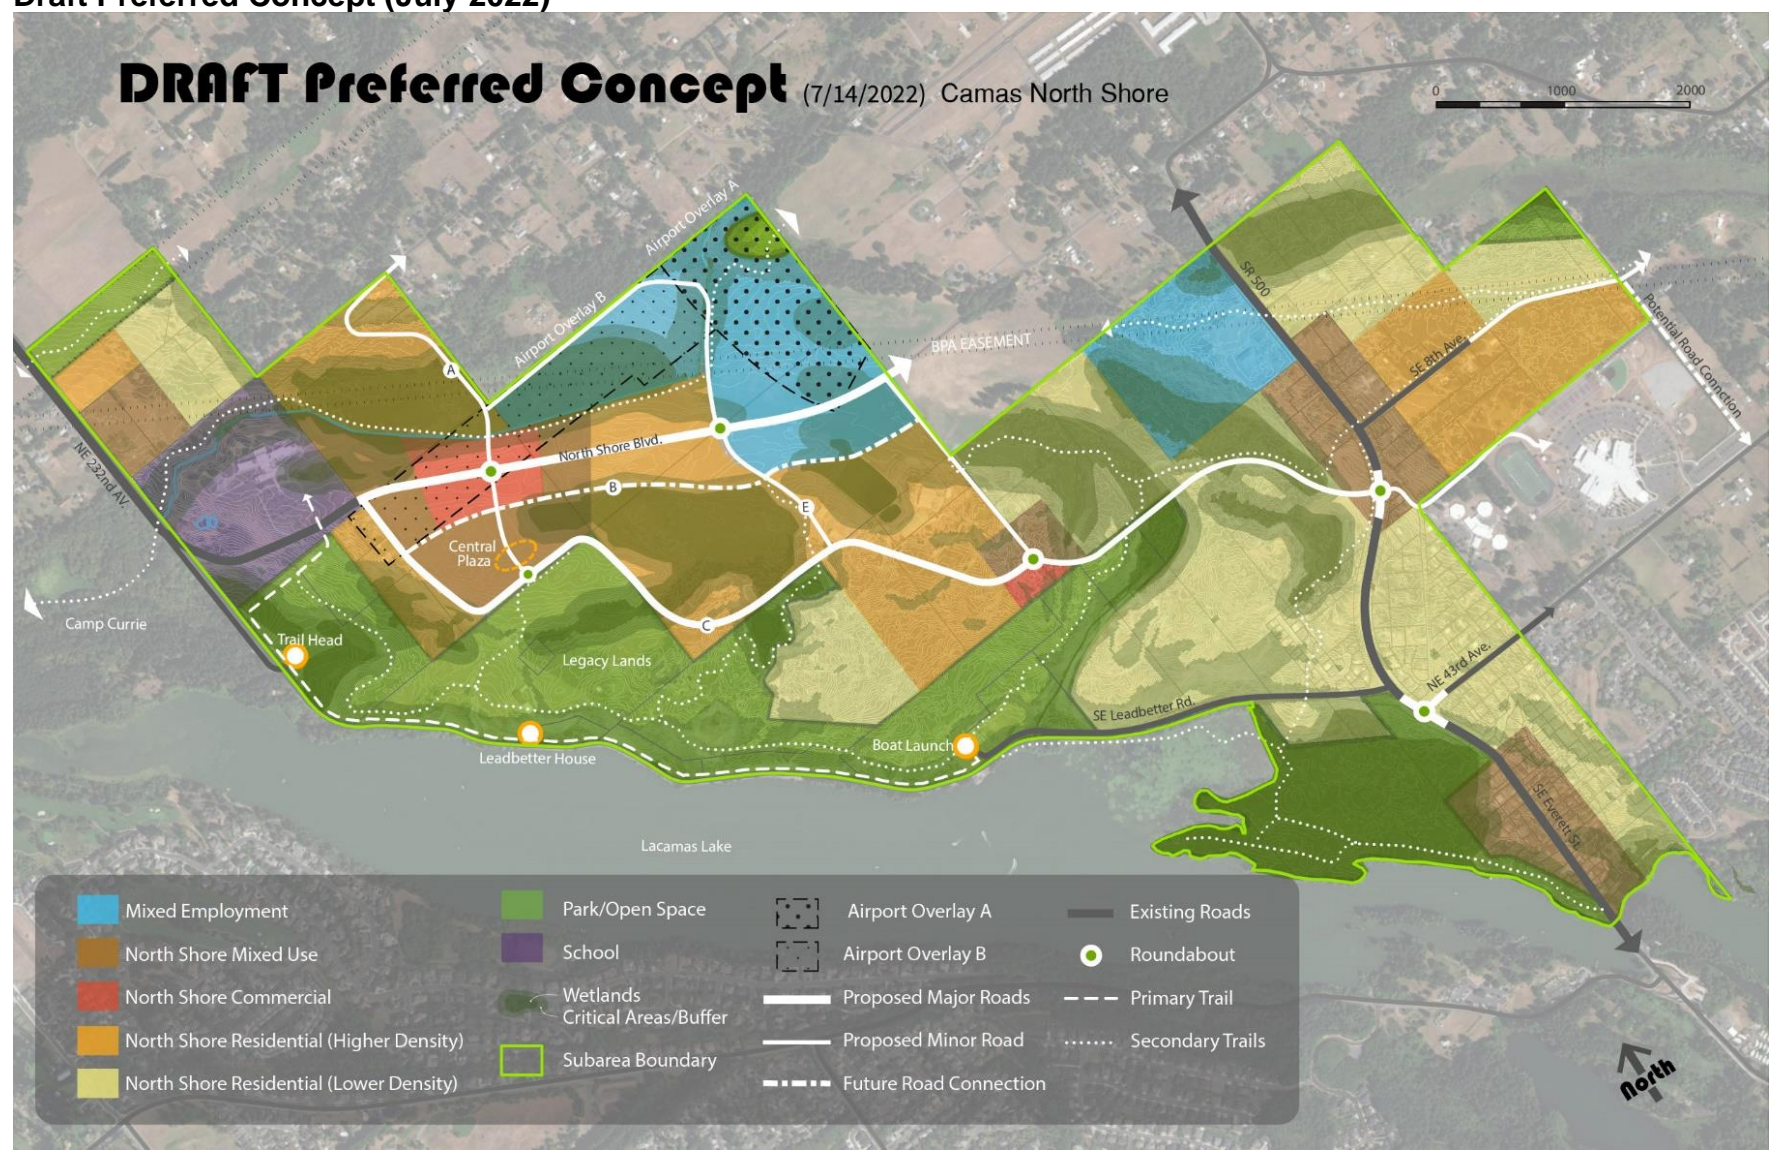 Draft Preferred Concept (July 2022)
DRAFT Preferred Concept (7/14/2022) Camas North Shore
0 1000 2000
Airport Overlay A
Airport Overlay B
BPA EASEMENT
SR 500
SE 8th Ave.
Potential Road Connction
A
North Shore Blvd.
B
E
NE 232nd AV.
Central
Plaza
C
Camp Currie
Trail Head
Legacy Lands
NE 43rd Ave.
SE Leadbetter Rd.
Boat Launch
Leadbetter House
SE Everett St.
Lacamas Lake
Mixed Employment
North Shore Mixed Use
North Shore Commercial
North Shore Residential (Higher Density)
North Shore Residential (Lower Density)
Park/Open Space
School
Wetlands
Critical Areas/Buffer
Subarea Boundary
Airport Overlay A
Airport Overlay B
Proposed Major Roads
Proposed Minor Road
Future Road Connection
Existing Roads
Roundabout
Primary Trail
Secondary Trails
North